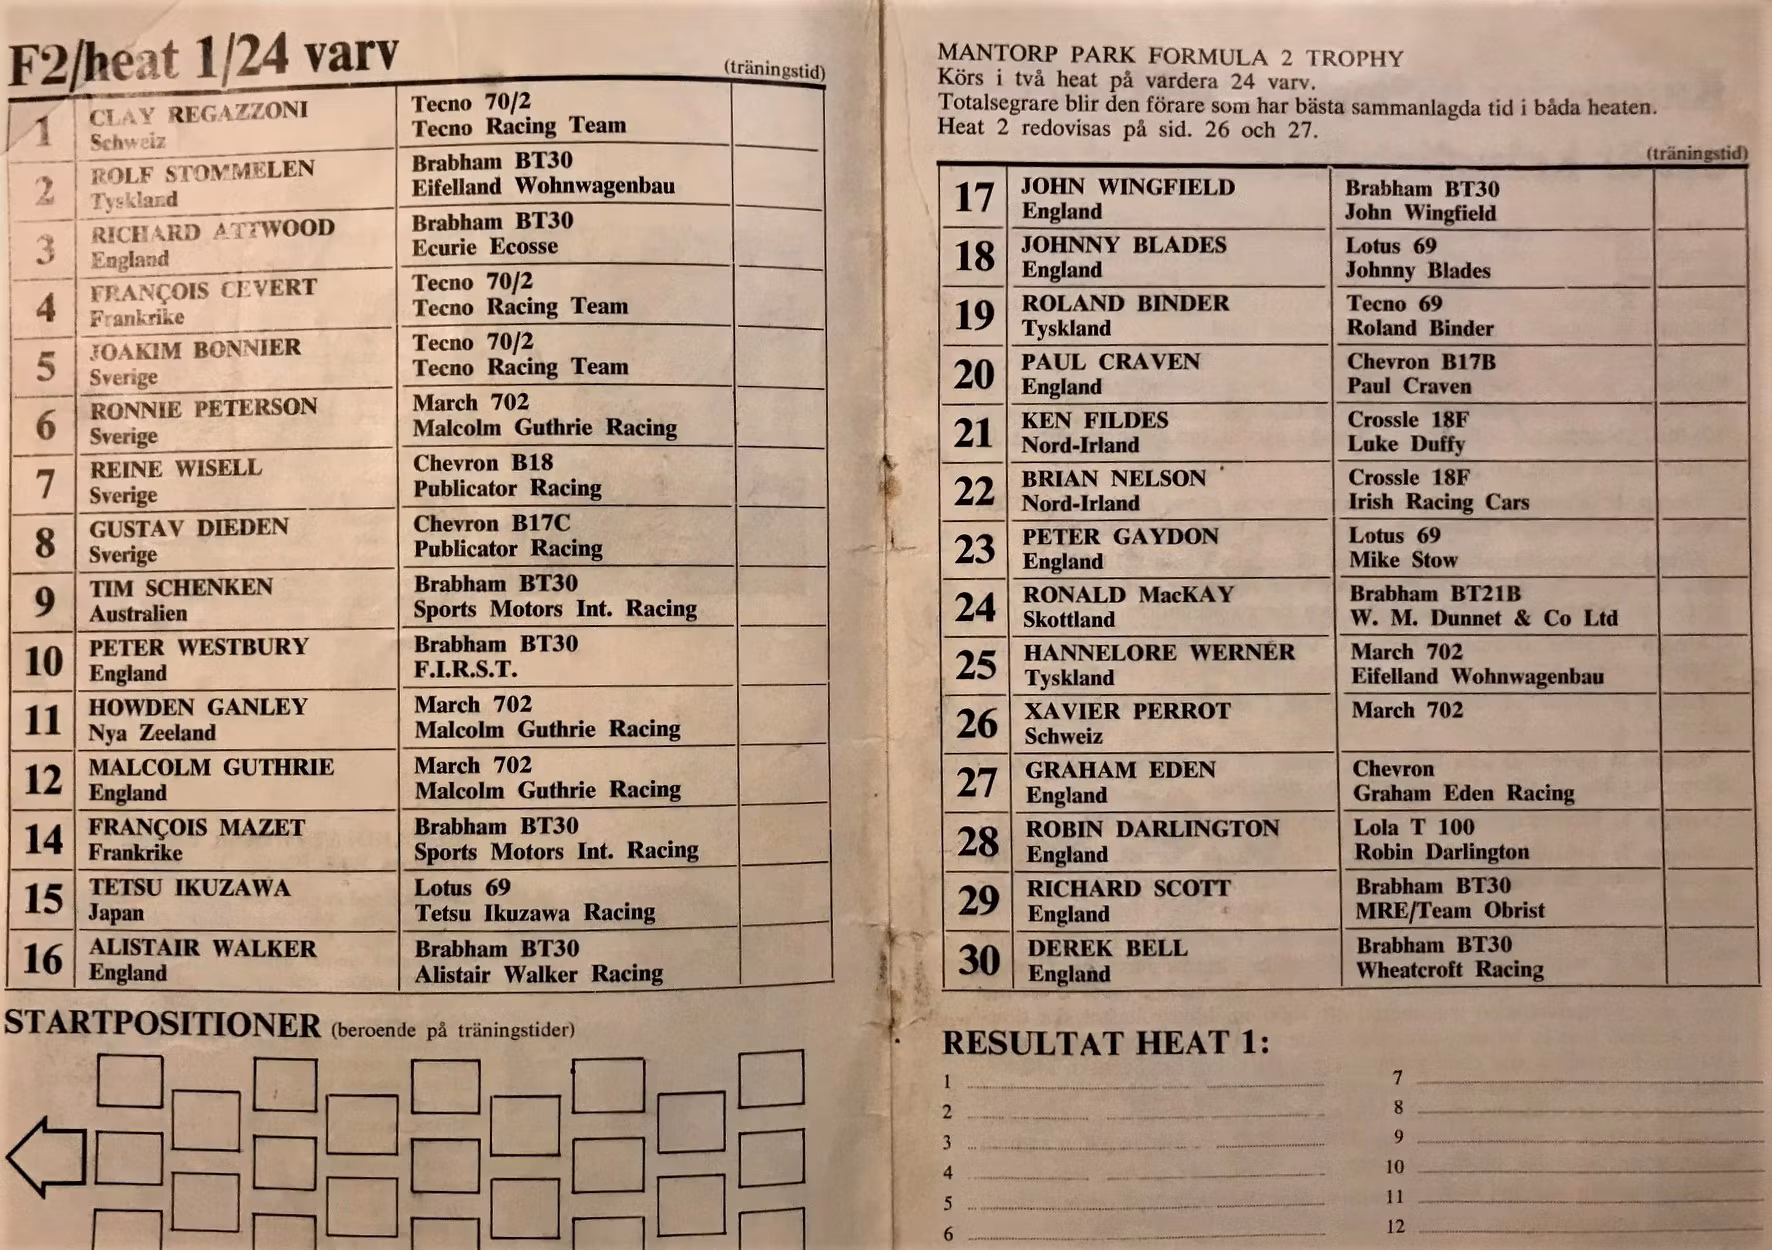 F2/heat 1/24 varv
(träningstid)
1
CLAY REGAZZONI
Schweiz
Tecno 70/2
Tecno Racing Team
2
ROLF STOMMELEN
Tyskland
Brabham BT30
Eifelland Wohnwagenbau
3
RICHARD ATTWOOD
England
Brabham BT30
Ecurie Ecosse
4
FRANÇOIS CEVERT
Frankrike
Tecno 70/2
Tecno Racing Team
5
JOAKIM BONNIER
Sverige
Tecno 70/2
Tecno Racing Team
6
RONNIE PETERSON
Sverige
March 702
Malcolm Guthrie Racing
7
REINE WISELL
Sverige
Chevron B18
Publicator Racing
8
GUSTAV DIEDEN
Sverige
Chevron B17C
Publicator Racing
9
TIM SCHENKEN
Australien
Brabham BT30
Sports Motors Int. Racing
10
PETER WESTBURY
England
Brabham BT30
F.I.R.S.T.
11
HOWDEN GANLEY
Nya Zeeland
March 702
Malcolm Guthrie Racing
12
MALCOLM GUTHRIE
England
March 702
Malcolm Guthrie Racing
14
FRANÇOIS MAZET
Frankrike
Brabham BT30
Sports Motors Int. Racing
15
TETSU IKUZAWA
Japan
Lotus 69
Tetsu Ikuzawa Racing
16
ALISTAIR WALKER
England
Brabham BT30
Alistair Walker Racing
STARTPOSITIONER (beroende på träningstider)
MANTORP PARK FORMULA 2 TROPHY
Körs i två heat på vardera 24 varv.
Totalsegrare blir den förare som har bästa sammanlagda tid i båda heaten.
Heat 2 redovisas på sid. 26 och 27.
(träningstid)
17
JOHN WINGFIELD
England
Brabham BT30
John Wingfield
18
JOHNNY BLADES
England
Lotus 69
Johnny Blades
19
ROLAND BINDER
Tyskland
Tecno 69
Roland Binder
20
PAUL CRAVEN
England
Chevron B17B
Paul Craven
21
KEN FILDES
Nord-Irland
Crossle 18F
Luke Duffy
22
BRIAN NELSON
Nord-Irland
Crossle 18F
Irish Racing Cars
23
PETER GAYDON
England
Lotus 69
Mike Stow
24
RONALD MacKAY
Skottland
Brabham BT21B
W. M. Dunnet & Co Ltd
25
HANNELORE WERNER
Tyskland
March 702
Eifelland Wohnwagenbau
26
XAVIER PERROT
Schweiz
March 702
27
GRAHAM EDEN
England
Chevron
Graham Eden Racing
28
ROBIN DARLINGTON
England
Lola T 100
Robin Darlington
29
RICHARD SCOTT
England
Brabham BT30
MRE/Team Obrist
30
DEREK BELL
England
Brabham BT30
Wheatcroft Racing
RESULTAT HEAT 1:
1
2
3
4
5
6
7
8
9
10
11
12